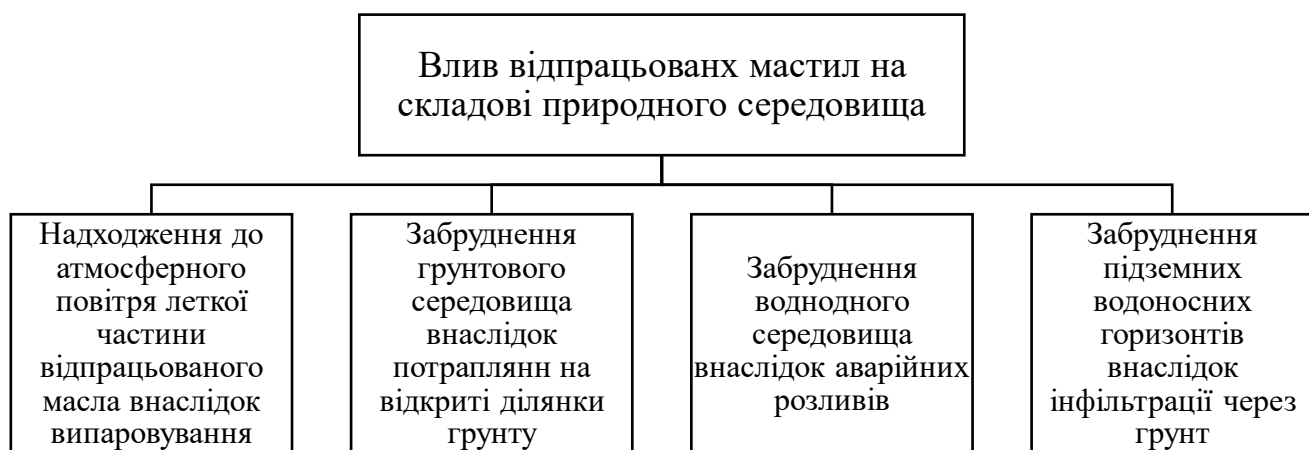 Влив відпрацьованх мастил на
складові природного середовища
Надходження до
атмосферного
повітря леткої
частини
відпрацьованого
масла внаслідок
випаровування
Забруднення
грунтового
середовища
внаслідок
потраплянн на
відкриті ділянки
грунту
Забруднення
воднодного
середовища
внаслідок аварійних
розливів
Забруднення
підземних
водоносних
горизонтів
внаслідок
інфільтрації через
грунт